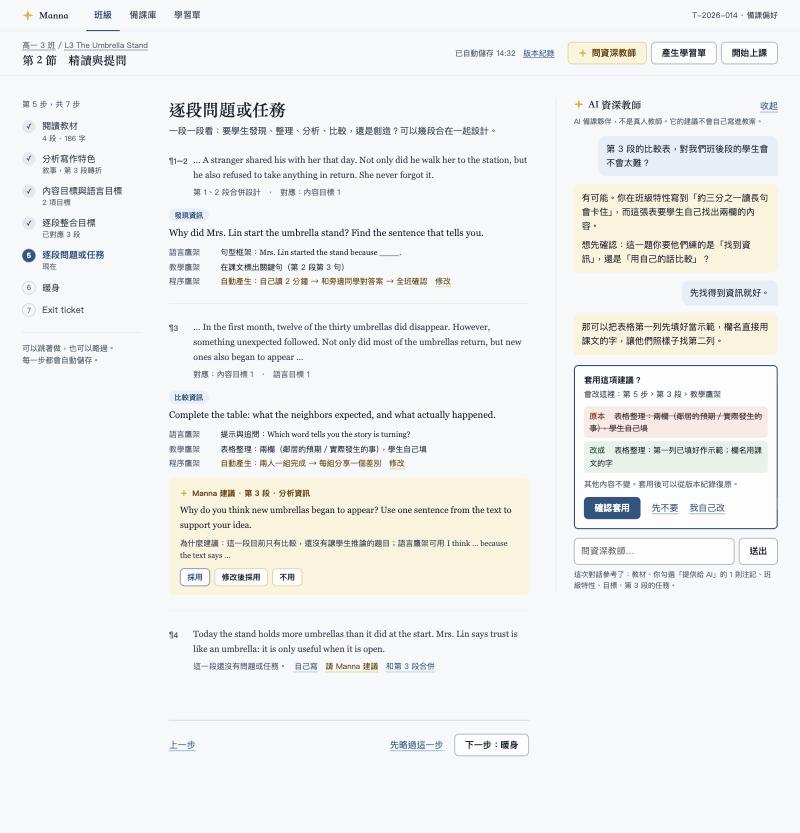 Manna 班級 備課庫 學習單 T-2026-014 · 備課偏好
高一 3 班 / L3 The Umbrella Stand
第 2 節 精讀與提問
已自動儲存 14:32 版本紀錄 問資深教師 產生學習單 開始上課
第 5 步,共 7 步
✓ 閱讀教材
4 段 · 186 字
✓ 分析寫作特色
敘事,第 3 段轉折
✓ 內容目標與語言目標
2 項目標
✓ 逐段整合目標
已對應 3 段
5 逐段問題或任務
現在
6 暖身
7 Exit ticket
可以跳著做,也可以略過。
每一步都會自動儲存。
逐段問題或任務
一段一段看:要學生發現、整理、分析、比較,還是創造?可以幾段合在一起設計。
¶1–2 ... A stranger shared his with her that day. Not only did he walk her to the station, but
he also refused to take anything in return. She never forgot it.
第 1、2 段合併設計 · 對應:內容目標 1
發現資訊
Why did Mrs. Lin start the umbrella stand? Find the sentence that tells you.
語言鷹架 句型框架:Mrs. Lin started the stand because _____.
教學鷹架 在課文標出關鍵句(第 2 段第 3 句)
程序鷹架 自動產生:自己讀 2 分鐘 → 和旁邊同學對答案 → 全班確認 修改
¶3 ... In the first month, twelve of the thirty umbrellas did disappear. However,
something unexpected followed. Not only did most of the umbrellas return, but new
ones also began to appear ...
對應:內容目標 1 · 語言目標 1
比較資訊
Complete the table: what the neighbors expected, and what actually happened.
語言鷹架 提示與追問:Which word tells you the story is turning?
教學鷹架 表格整理:兩欄(鄰居的預期 / 實際發生的事),學生自己填
程序鷹架 自動產生:兩人一組完成 → 每組分享一個差別 修改
Manna 建議 · 第 3 段 · 分析資訊
Why do you think new umbrellas began to appear? Use one sentence from the text to
support your idea.
為什麼建議:這一段目前只有比較,還沒有讓學生推論的題目;語言鷹架可用 I think ... because
the text says ...
採用 修改後採用 不用
¶4 Today the stand holds more umbrellas than it did at the start. Mrs. Lin says trust is
like an umbrella: it is only useful when it is open.
這一段還沒有問題或任務。 自己寫 請 Manna 建議 和第 3 段合併
上一步 先略過這一步 下一步:暖身
AI 資深教師 收起
AI 備課夥伴,不是真人教師。它的建議不會自己寫進教案。
第 3 段的比較表,對我們班後段的學生會
不會太難?
有可能。你在班級特性寫到「約三分之一讀長句
會卡住」,而這張表要學生自己找出兩欄的內
容。
想先確認:這一題你要他們練的是「找到資
訊」,還是「用自己的話比較」?
先找得到資訊就好。
那可以把表格第一列先填好當示範,欄名直接用
課文的字,讓他們照樣子找第二列。
套用這項建議?
會改這裡:第 5 步 › 第 3 段 › 教學鷹架
原本 表格整理:兩欄(鄰居的預期 / 實際發生的
事),學生自己填
改成 表格整理:第一列已填好作示範;欄名用課
文的字
其他內容不變。套用後可以從版本紀錄復原。
確認套用 先不要 我自己改
問資深教師… 送出
這次對話參考了:教材、你勾選「提供給 AI」的 1 則注記、班
級特性、目標、第 3 段的任務。